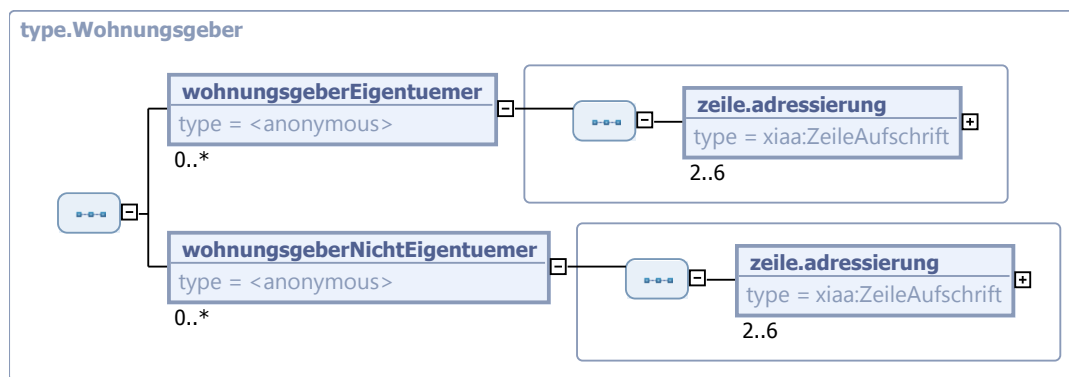 type.Wohnungsgeber
wohnungsgeberEigentuemer
type = <anonymous>
0..*
zeile.adressierung
type = xiaa:ZeileAufschrift
2..6
wohnungsgeberNichtEigentuemer
type = <anonymous>
0..*
zeile.adressierung
type = xiaa:ZeileAufschrift
2..6